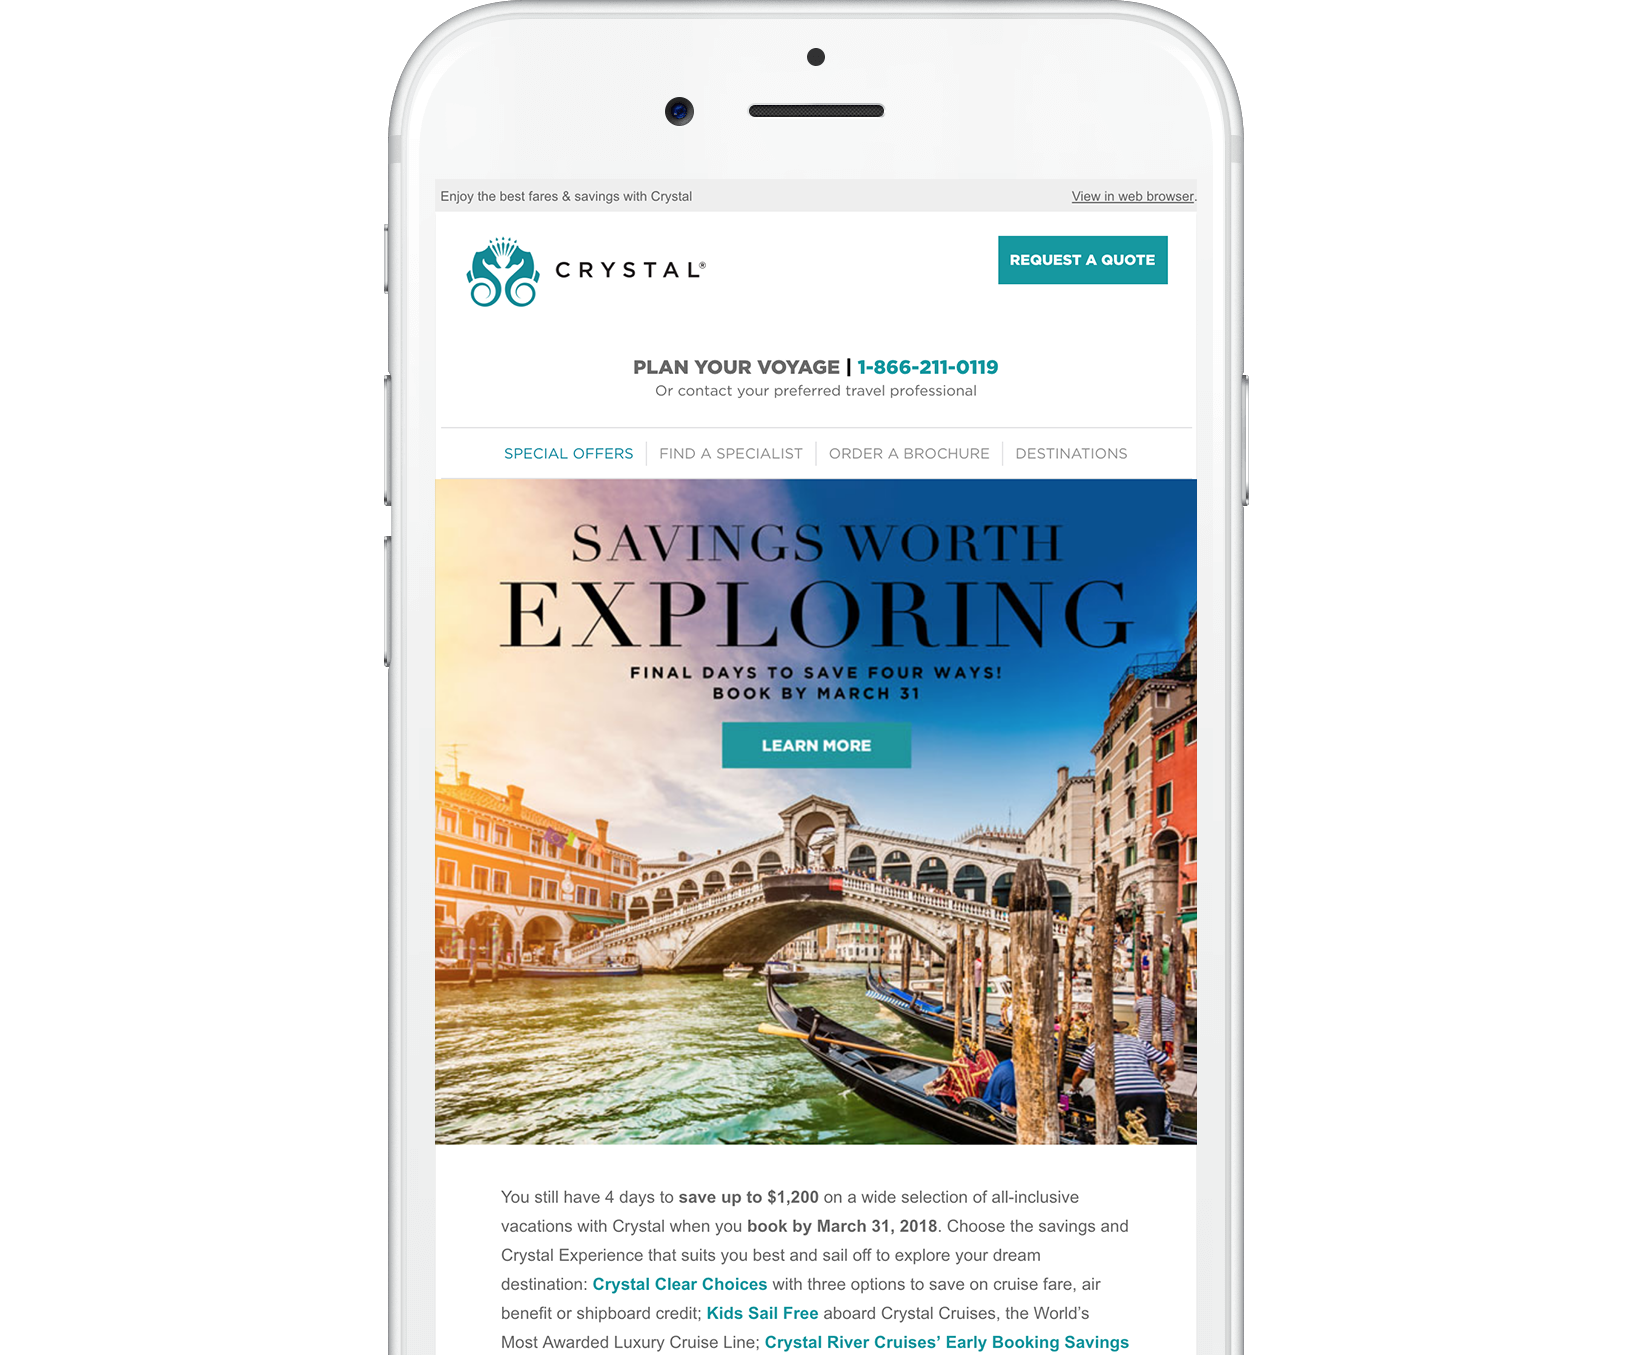 Enjoy the best fares & savings with Crystal
View in web browser.
CRYSTAL®
REQUEST A QUOTE
PLAN YOUR VOYAGE | 1-866-211-0119
Or contact your preferred travel professional
SPECIAL OFFERS
FIND A SPECIALIST
ORDER A BROCHURE
DESTINATIONS
SAVINGS WORTH
EXPLORING
FINAL DAYS TO SAVE FOUR WAYS!
BOOK BY MARCH 31
LEARN MORE
You still have 4 days to save up to $1,200 on a wide selection of all-inclusive
vacations with Crystal when you book by March 31, 2018. Choose the savings and
Crystal Experience that suits you best and sail off to explore your dream
destination: Crystal Clear Choices with three options to save on cruise fare, air
benefit or shipboard credit; Kids Sail Free aboard Crystal Cruises, the World’s
Most Awarded Luxury Cruise Line; Crystal River Cruises’ Early Booking Savings